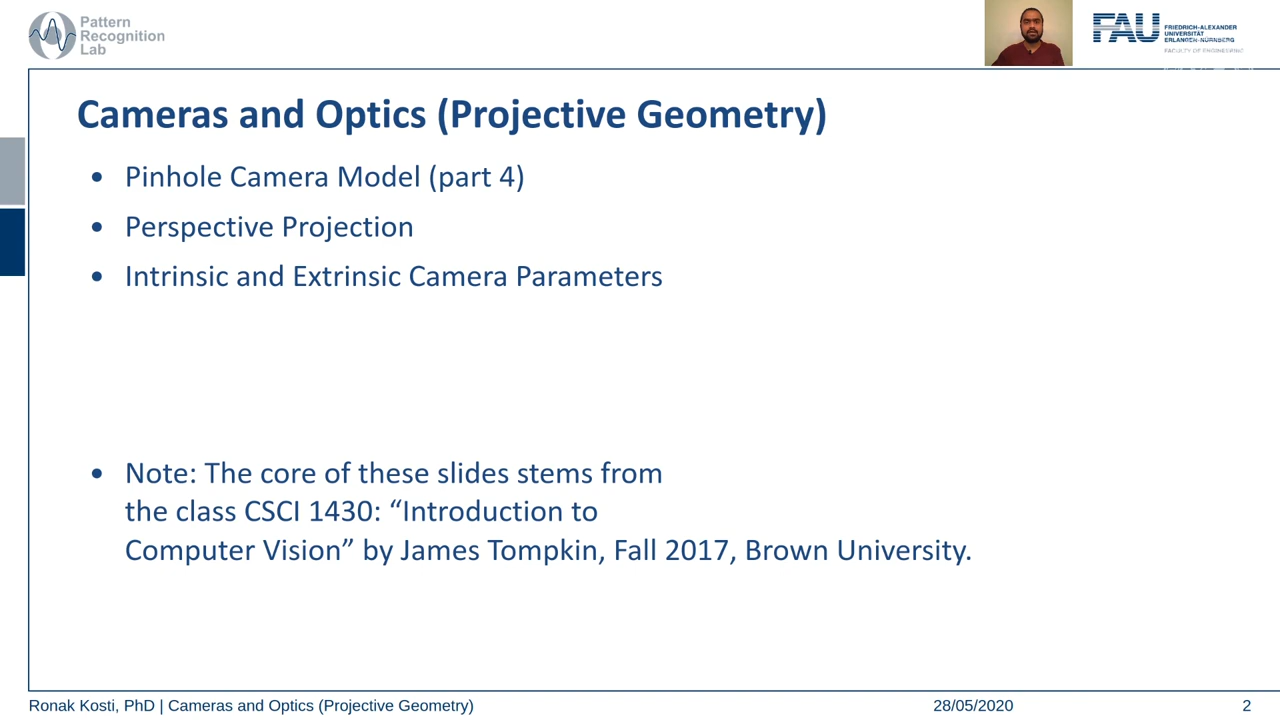 Pattern
Recognition
Lab
FAU
FRIEDRICH-ALEXANDER
UNIVERSITÄT
ERLANGEN-NÜRNBERG
FACULTY OF ENGINEERING
Cameras and Optics (Projective Geometry)
• Pinhole Camera Model (part 4)
• Perspective Projection
• Intrinsic and Extrinsic Camera Parameters
• Note: The core of these slides stems from
the class CSCI 1430: “Introduction to
Computer Vision” by James Tompkin, Fall 2017, Brown University.
Ronak Kosti, PhD | Cameras and Optics (Projective Geometry)
28/05/2020
2